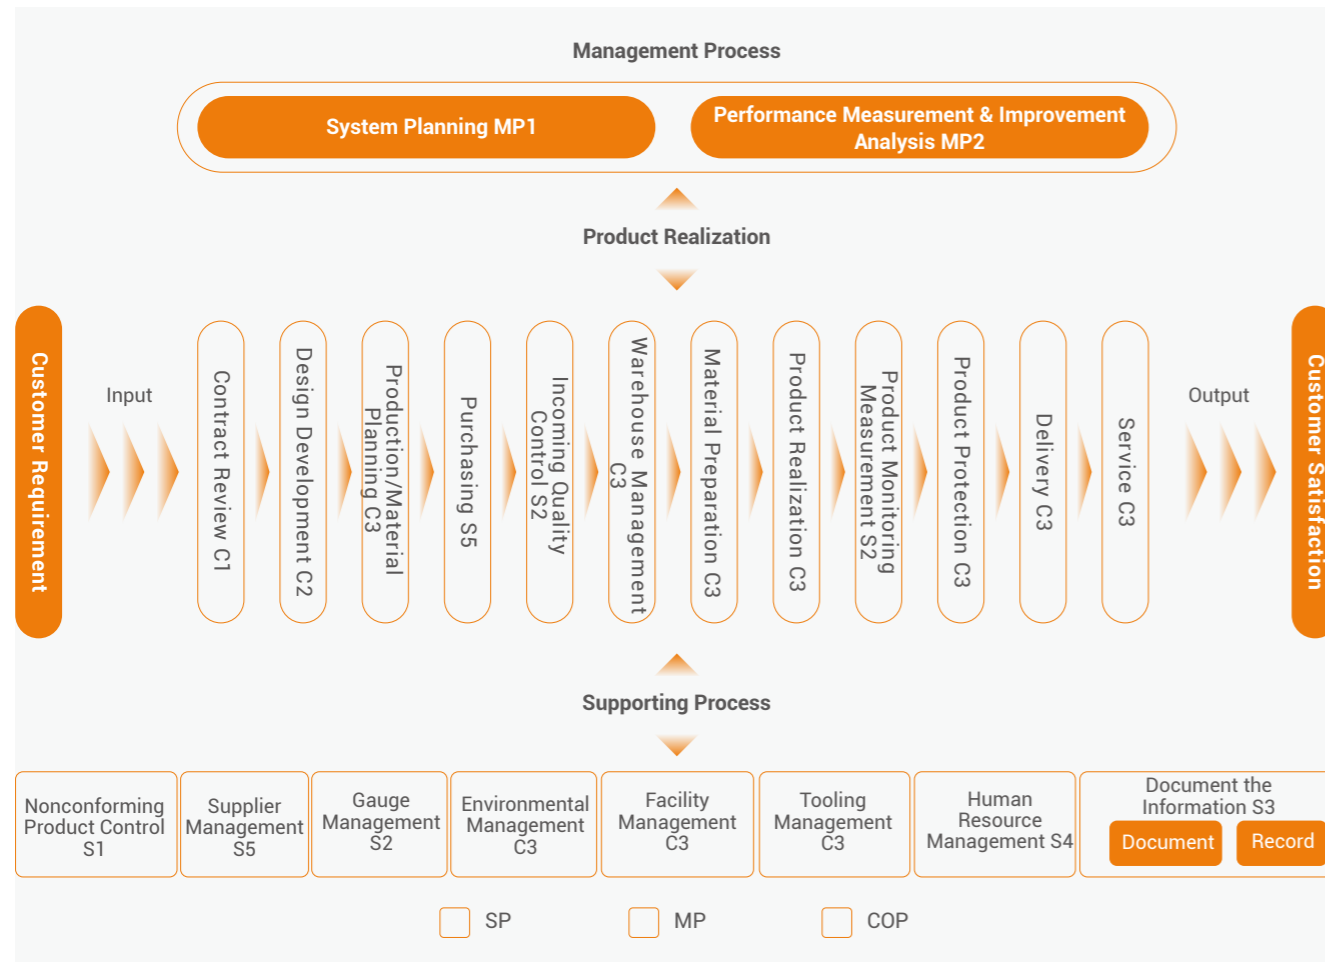 Management Process
System Planning MP1
Performance Measurement & Improvement
Analysis MP2
Product Realization
Customer Requirement
Input
Contract Review C1
Design Development C2
Production/Material
Planning C3
Purchasing S5
Incoming Quality
Control S2
Warehouse Management
C3
Material Preparation C3
Product Realization C3
Product Monitoring
Measurement S2
Product Protection C3
Delivery C3
Service C3
Output
Customer Satisfaction
Supporting Process
Nonconforming
Product Control
S1
Supplier
Management
S5
Gauge
Management
S2
Environmental
Management
C3
Facility
Management
C3
Tooling
Management
C3
Human
Resource
Management S4
Document the
Information S3
Document
Record
SP
MP
COP